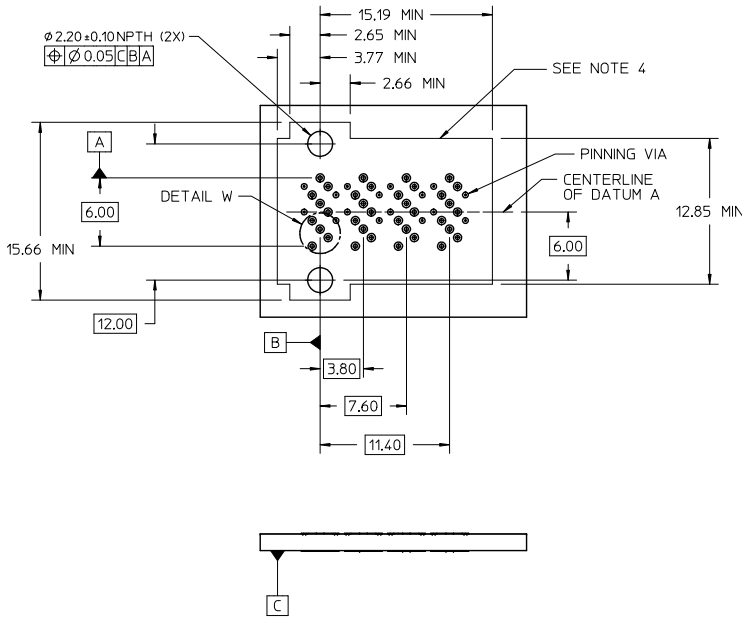 15.19 MIN
⌀2.20±0.10 NPTH (2X)
2.65 MIN
⌖ ⌀0.05 C B A
3.77 MIN
2.66 MIN
SEE NOTE 4
A
PINNING VIA
CENTERLINE
OF DATUM A
DETAIL W
6.00
12.85 MIN
15.66 MIN
6.00
12.00
B
3.80
7.60
11.40
C